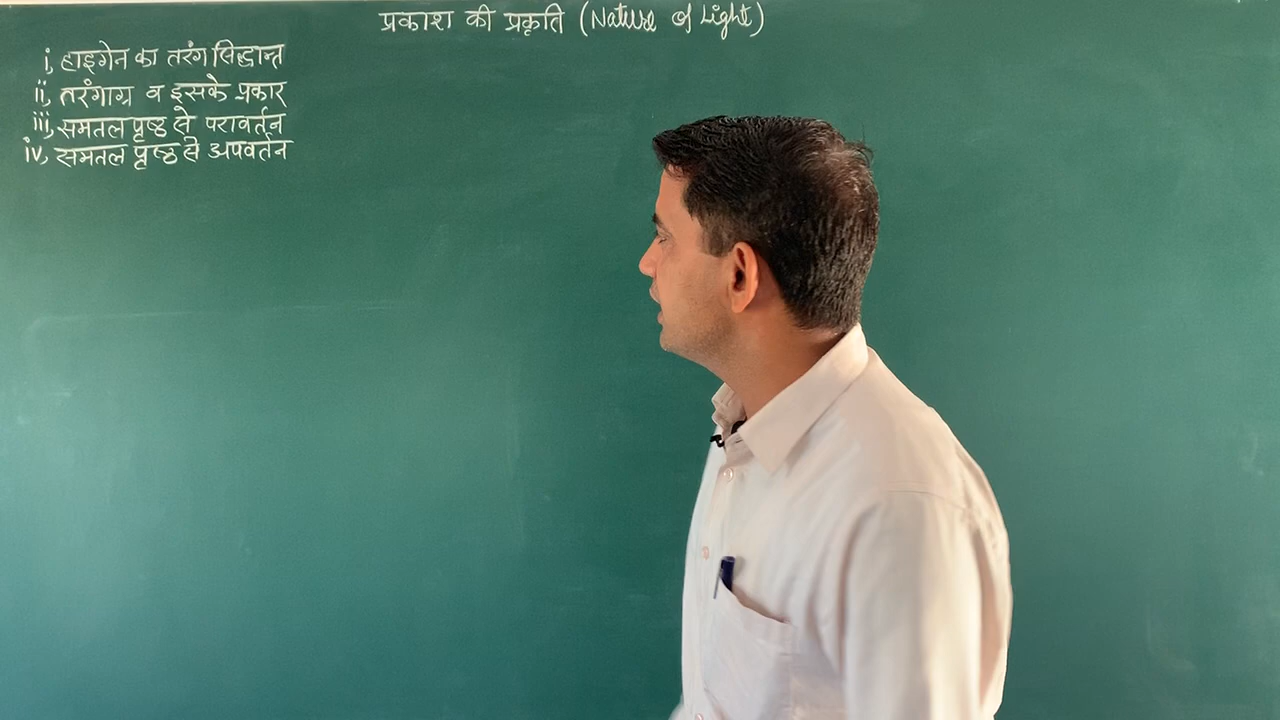 प्रकाश की प्रकृति (Nature of Light)
i, हाइगेन का तरंग सिद्धान्त
ii, तरंगाग्र व इसके प्रकार
iii, समतल पृष्ठ से परावर्तन
iv, समतल पृष्ठ से अपवर्तन